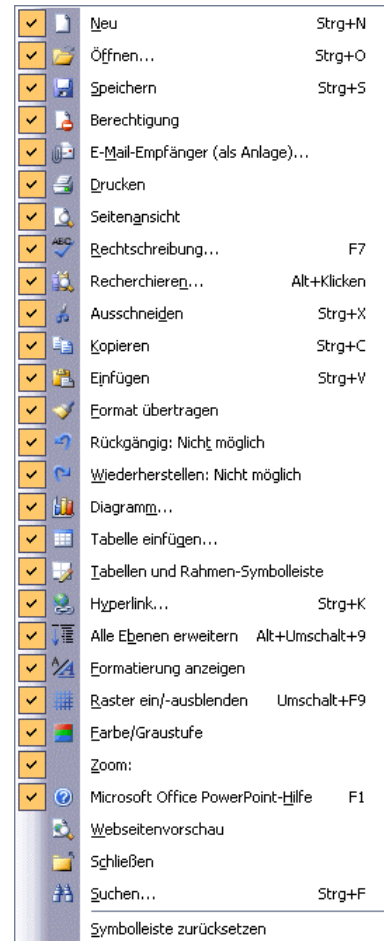 Neu Strg+N
Öffnen... Strg+O
Speichern Strg+S
Berechtigung
E-Mail-Empfänger (als Anlage)...
Drucken
Seitenansicht
ABC Rechtschreibung... F7
Recherchieren... Alt+Klicken
Ausschneiden Strg+X
Kopieren Strg+C
Einfügen Strg+V
Format übertragen
Rückgängig: Nicht möglich
Wiederherstellen: Nicht möglich
Diagramm...
Tabelle einfügen...
Tabellen und Rahmen-Symbolleiste
Hyperlink... Strg+K
Alle Ebenen erweitern Alt+Umschalt+9
Formatierung anzeigen
Raster ein/-ausblenden Umschalt+F9
Farbe/Graustufe
Zoom:
Microsoft Office PowerPoint-Hilfe F1
Webseitenvorschau
Schließen
Suchen... Strg+F
Symbolleiste zurücksetzen